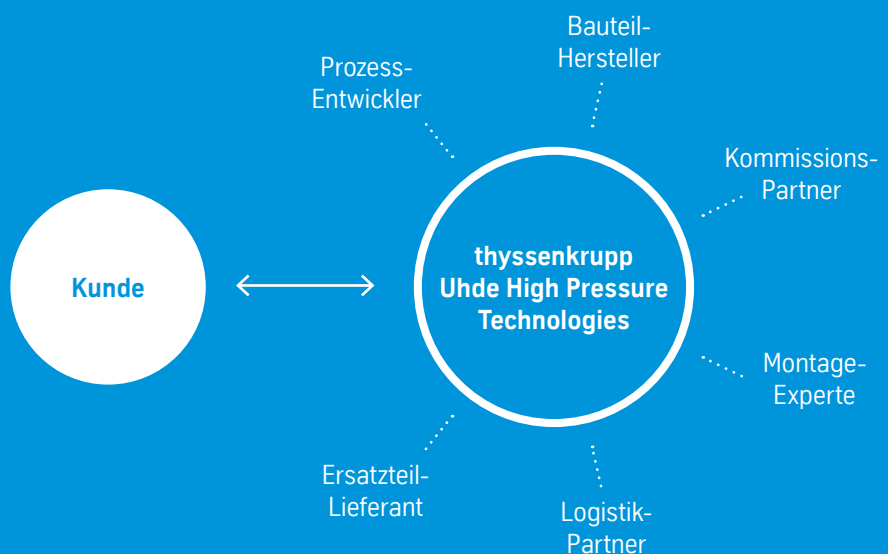 Bauteil-
Hersteller
Prozess-
Entwickler
Kommissions-
Partner
thyssenkrupp
Uhde High Pressure
Technologies
Kunde
Montage-
Experte
Ersatzteil-
Lieferant
Logistik-
Partner